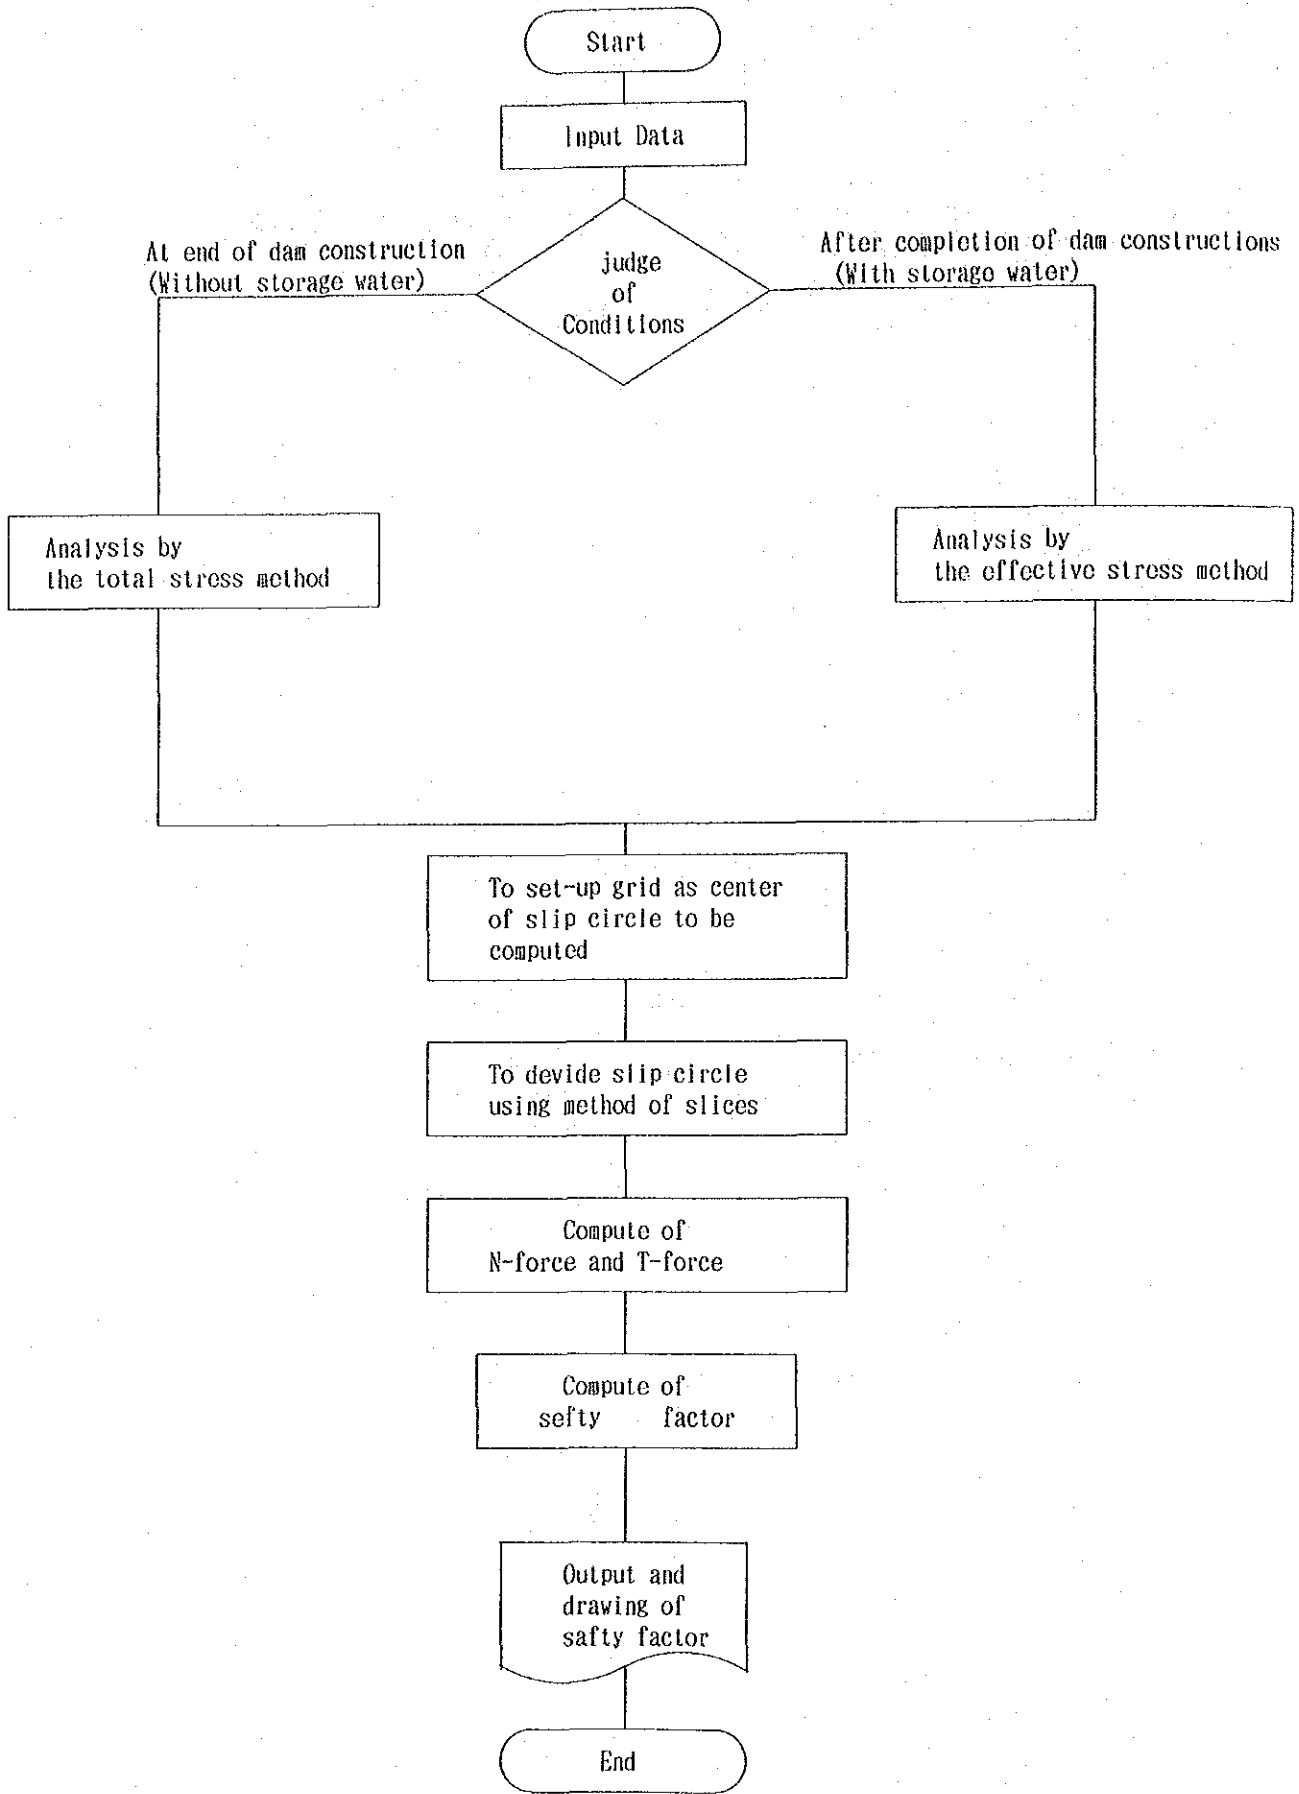 Start
Input Data
At end of dam construction
(Without storage water)
judge
of
Conditions
After completion of dam constructions
(With storage water)
Analysis by
the total stress method
Analysis by
the effective stress method
To set-up grid as center
of slip circle to be
computed
To devide slip circle
using method of slices
Compute of
N-force and T-force
Compute of
sefty factor
Output and
drawing of
safty factor
End